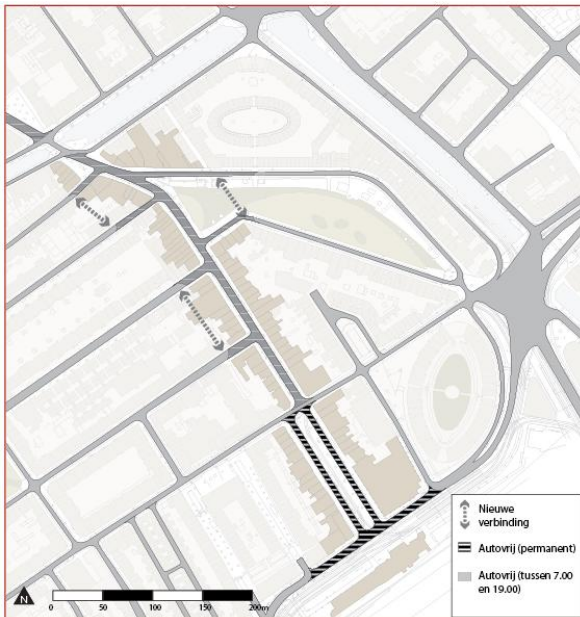 Nieuwe
verbinding
Autovrij (permanent)
Autovrij (tussen 7.00
en 19.00)
N
0 50 100 150 200m